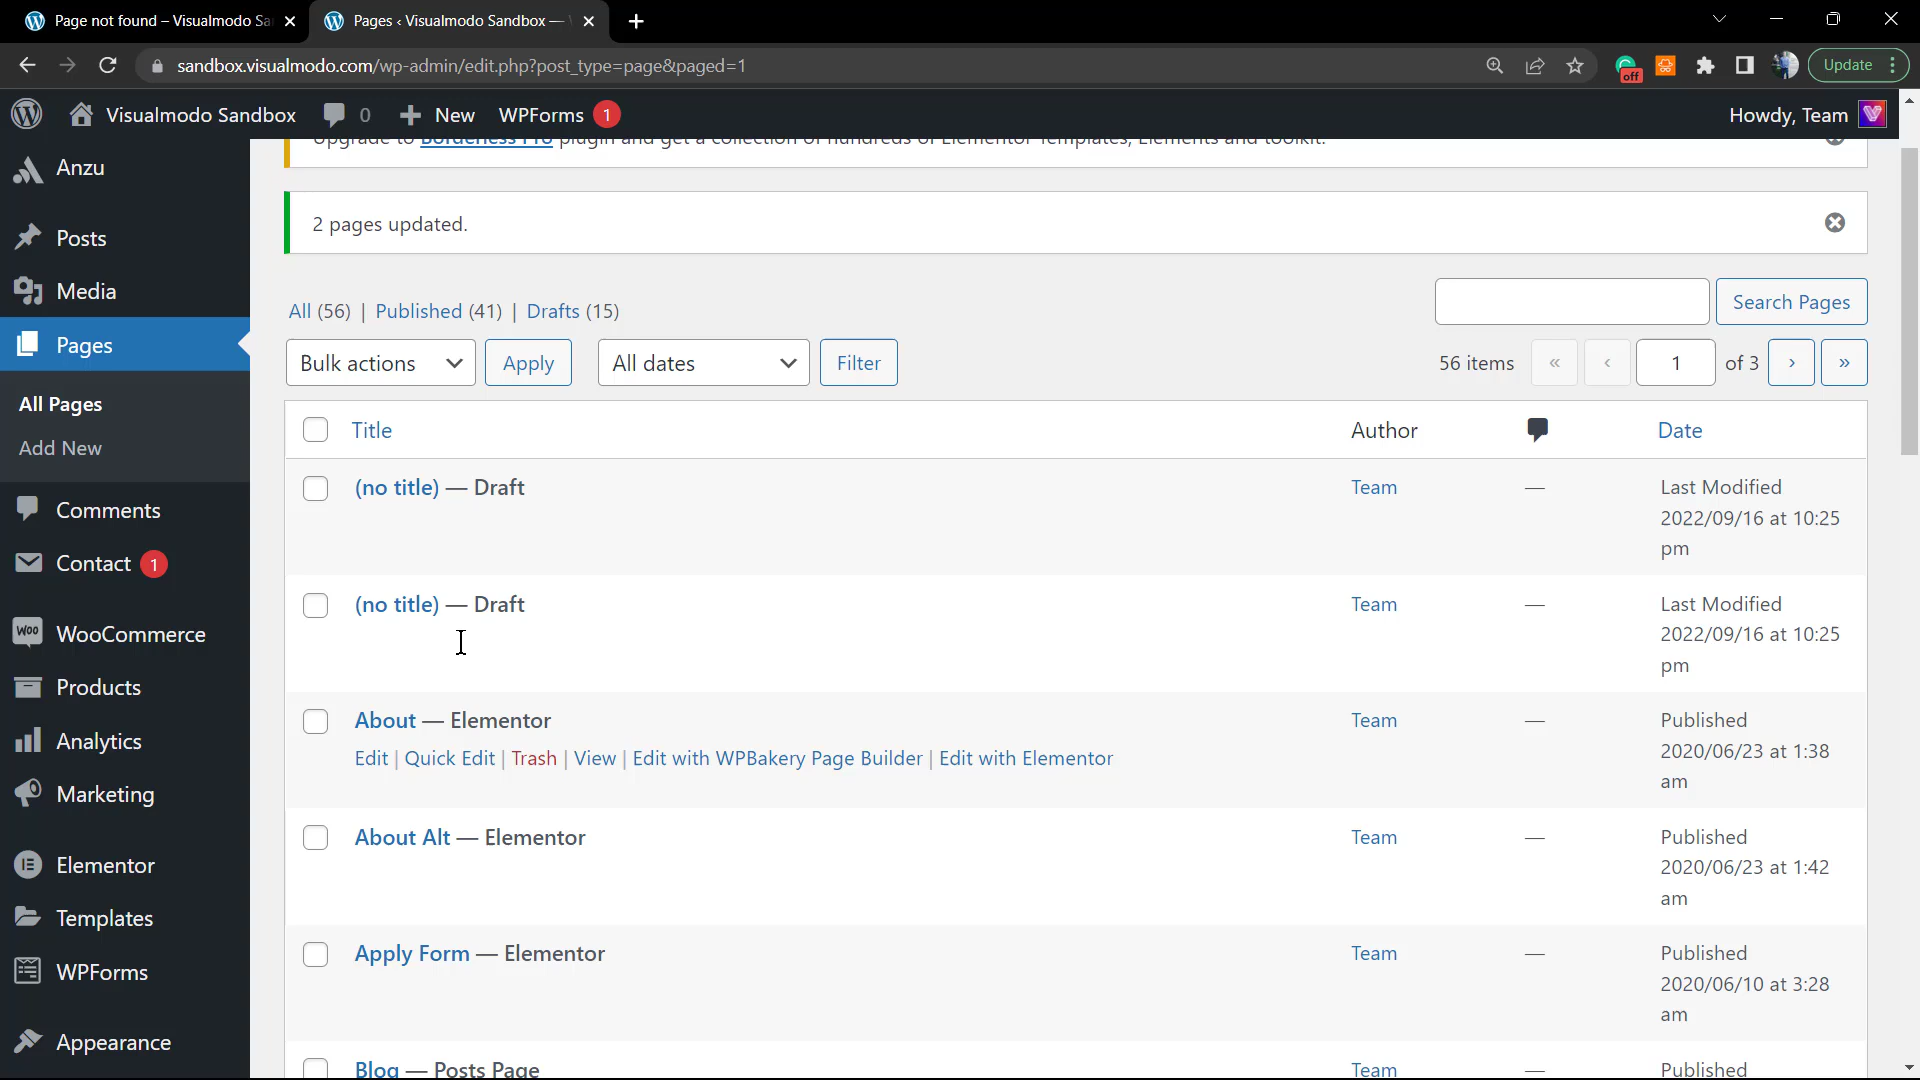 Page not found – Visualmodo Sa
Pages ‹ Visualmodo Sandbox —
sandbox.visualmodo.com/wp-admin/edit.php?post_type=page&paged=1
off
Update
Visualmodo Sandbox
0
New
WPForms
1
Howdy, Team
Upgrade to Borderless Pro plugin and get a collection of hundreds of Elementor Templates, Elements and toolkit.
2 pages updated.
All (56) | Published (41) | Drafts (15)
Search Pages
Bulk actions
Apply
All dates
Filter
56 items
«
‹
1
of 3
›
»
Title
Author
Date
(no title) — Draft
Team
—
Last Modified
2022/09/16 at 10:25
pm
(no title) — Draft
Team
—
Last Modified
2022/09/16 at 10:25
pm
About — Elementor
Edit | Quick Edit | Trash | View | Edit with WPBakery Page Builder | Edit with Elementor
Team
—
Published
2020/06/23 at 1:38
am
About Alt — Elementor
Team
—
Published
2020/06/23 at 1:42
am
Apply Form — Elementor
Team
—
Published
2020/06/10 at 3:28
am
Blog — Posts Page
Team
—
Published
Anzu
Posts
Media
Pages
All Pages
Add New
Comments
Contact 1
Woo
WooCommerce
Products
Analytics
Marketing
Elementor
Templates
WPForms
Appearance